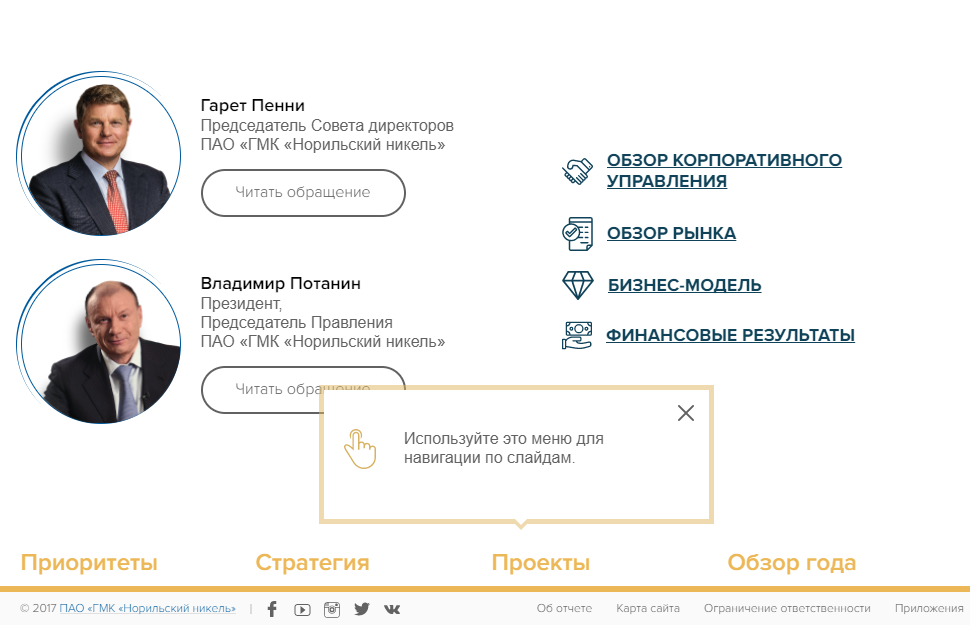 Гарет Пенни
Председатель Совета директоров
ПАО «ГМК «Норильский никель»
Читать обращение
Владимир Потанин
Президент,
Председатель Правления
ПАО «ГМК «Норильский никель»
Читать обращение
ОБЗОР КОРПОРАТИВНОГО
УПРАВЛЕНИЯ
ОБЗОР РЫНКА
БИЗНЕС-МОДЕЛЬ
ФИНАНСОВЫЕ РЕЗУЛЬТАТЫ
Используйте это меню для
навигации по слайдам.
Приоритеты Стратегия Проекты Обзор года
© 2017 ПАО «ГМК «Норильский никель» | Об отчете Карта сайта Ограничение ответственности Приложения